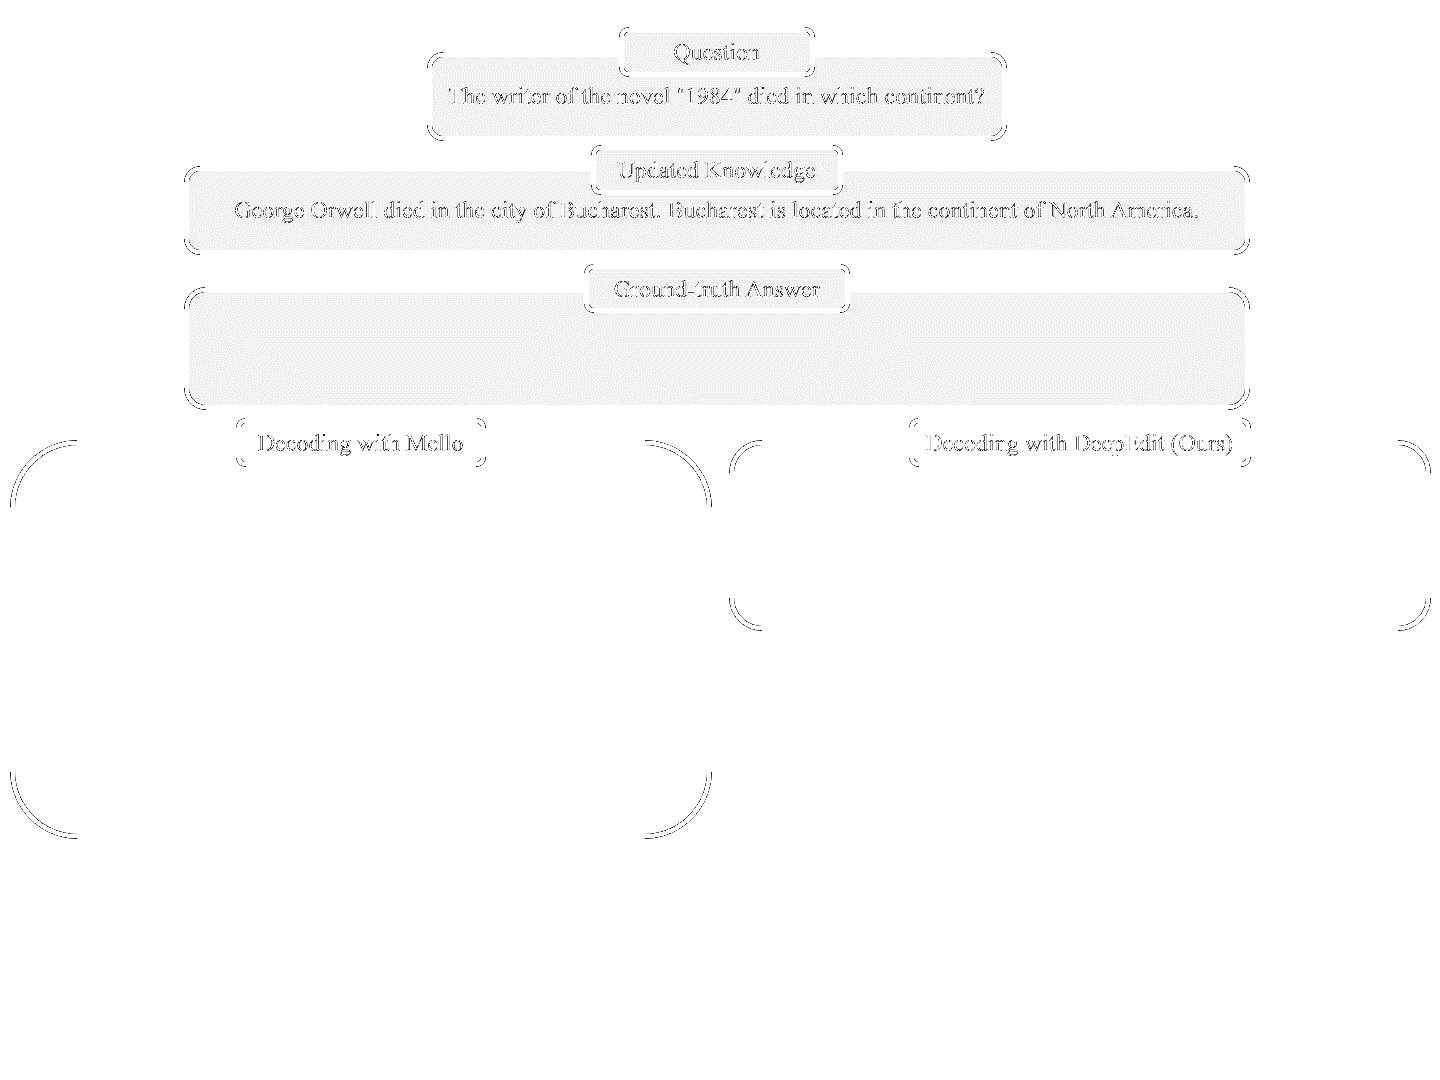 Question
The writer of the novel "1984" died in which continent?
Updated Knowledge
George Orwell died in the city of Bucharest. Bucharest is located in the continent of North America.
Ground-truth Answer
Decoding with Mello
Decoding with DeepEdit (Ours)